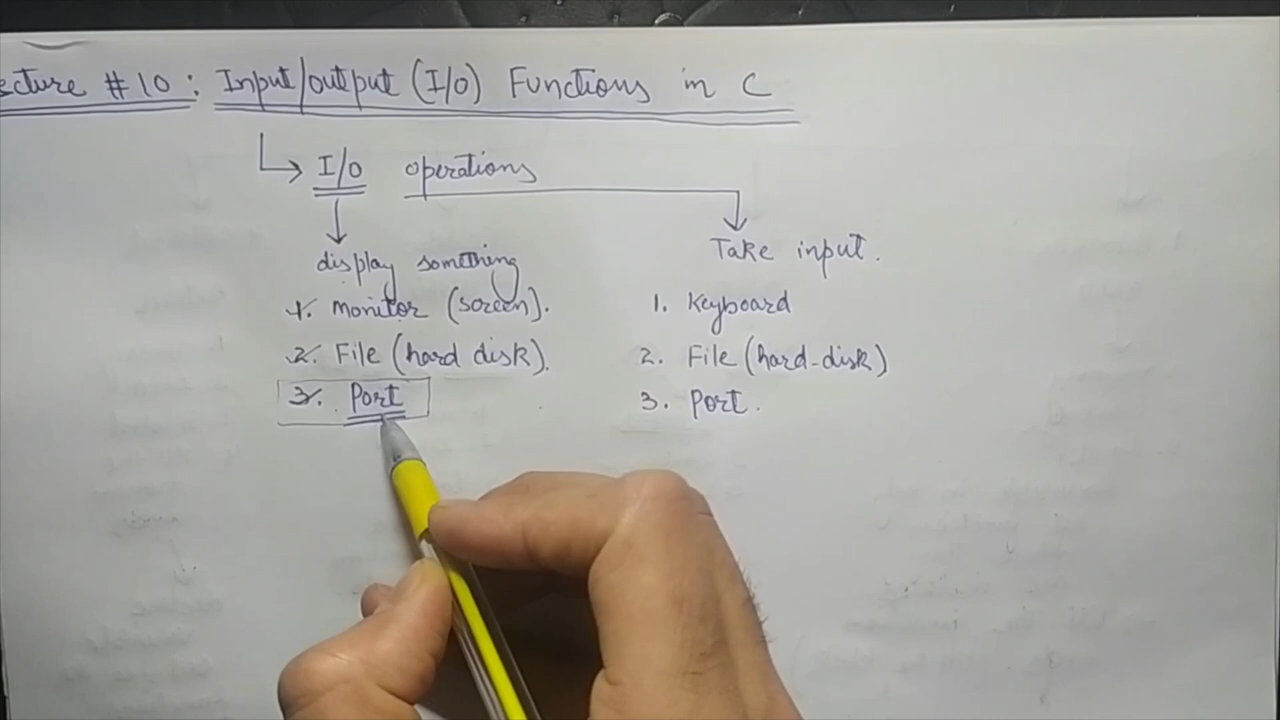 ecture #10: Input/output (I/O) Functions in C
I/O operations
display something
1. Monitor (screen).
2. File (hard disk).
3. Port
Take input.
1. Keyboard
2. File (hard-disk)
3. Port.